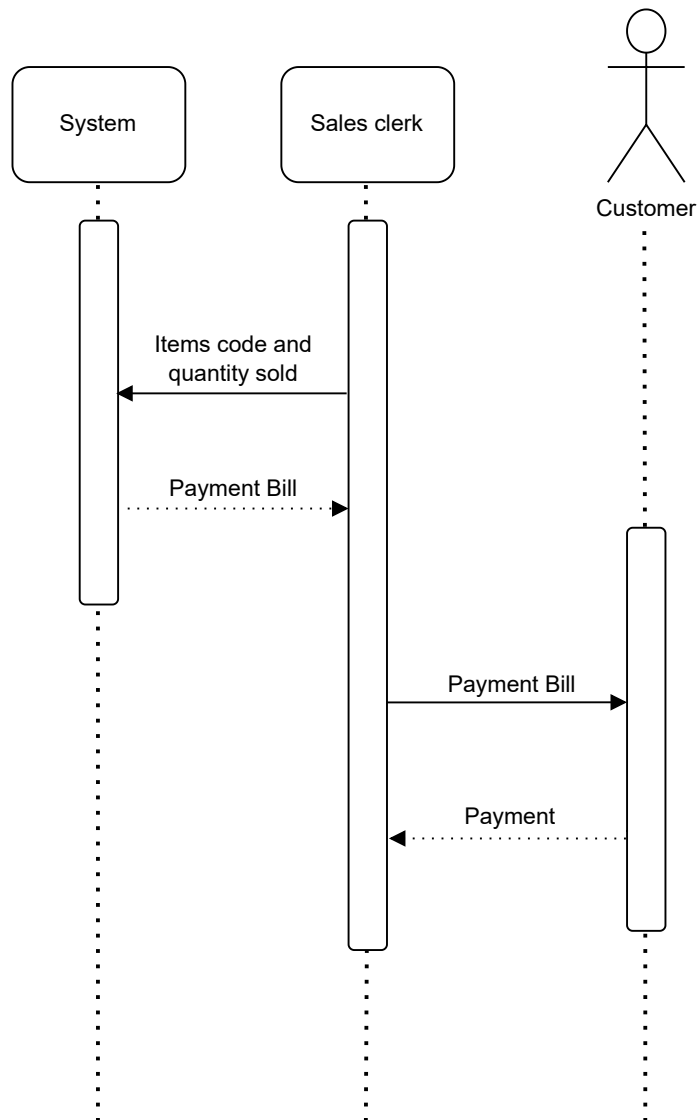 System
Sales clerk
Customer
Items code and
quantity sold
Payment Bill
Payment Bill
Payment